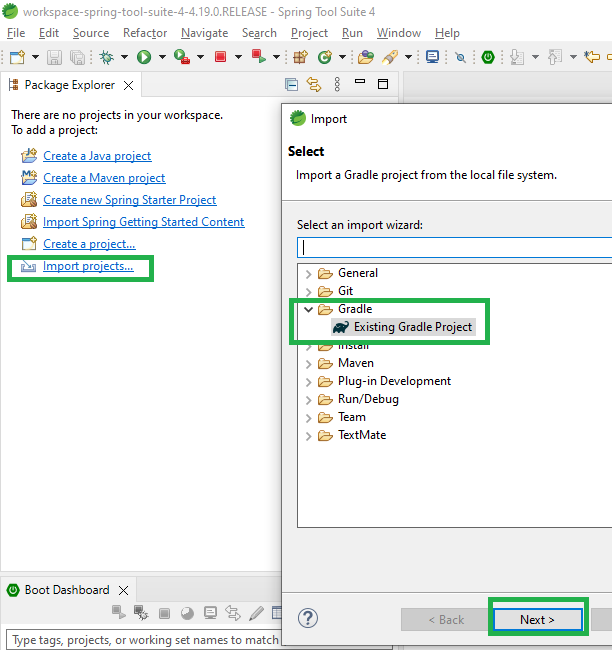 workspace-spring-tool-suite-4-4.19.0.RELEASE - Spring Tool Suite 4
File Edit Source Refactor Navigate Search Project Run Window Help
Package Explorer
There are no projects in your workspace.
To add a project:
Create a Java project
Create a Maven project
Create new Spring Starter Project
Import Spring Getting Started Content
Create a project...
Import projects...
Import
Select
Import a Gradle project from the local file system.
Select an import wizard:
General
Git
Gradle
Existing Gradle Project
Install
Maven
Plug-in Development
Run/Debug
Team
TextMate
< Back
Next >
Boot Dashboard
Type tags, projects, or working set names to match